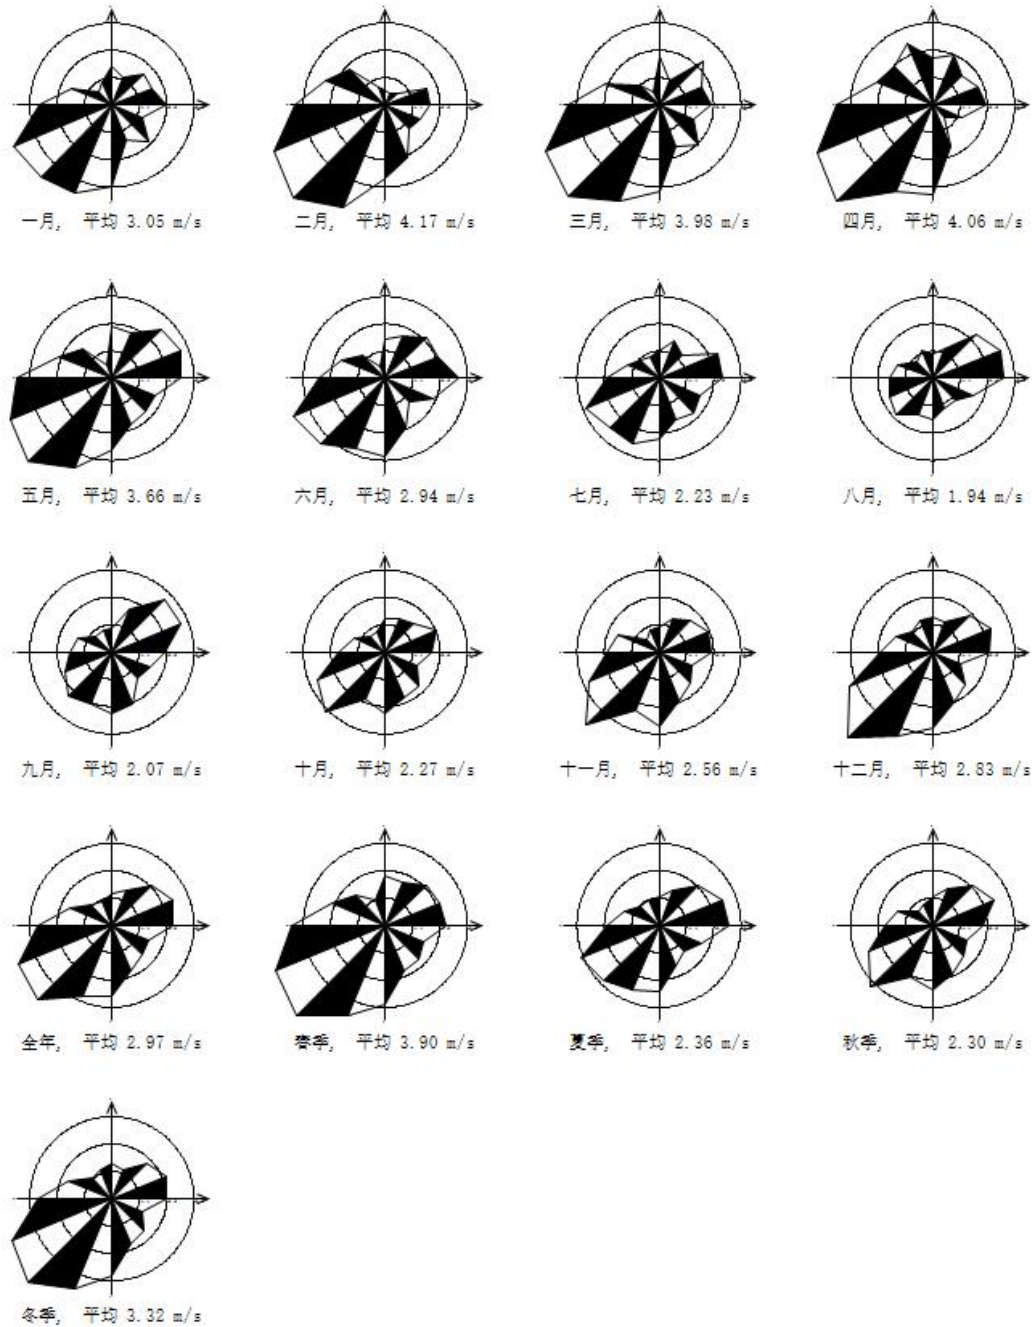 一月, 平均 3.05 m/s
二月, 平均 4.17 m/s
三月, 平均 3.98 m/s
四月, 平均 4.06 m/s
五月, 平均 3.66 m/s
六月, 平均 2.94 m/s
七月, 平均 2.23 m/s
八月, 平均 1.94 m/s
九月, 平均 2.07 m/s
十月, 平均 2.27 m/s
十一月, 平均 2.56 m/s
十二月, 平均 2.83 m/s
全年, 平均 2.97 m/s
春季, 平均 3.90 m/s
夏季, 平均 2.36 m/s
秋季, 平均 2.30 m/s
冬季, 平均 3.32 m/s